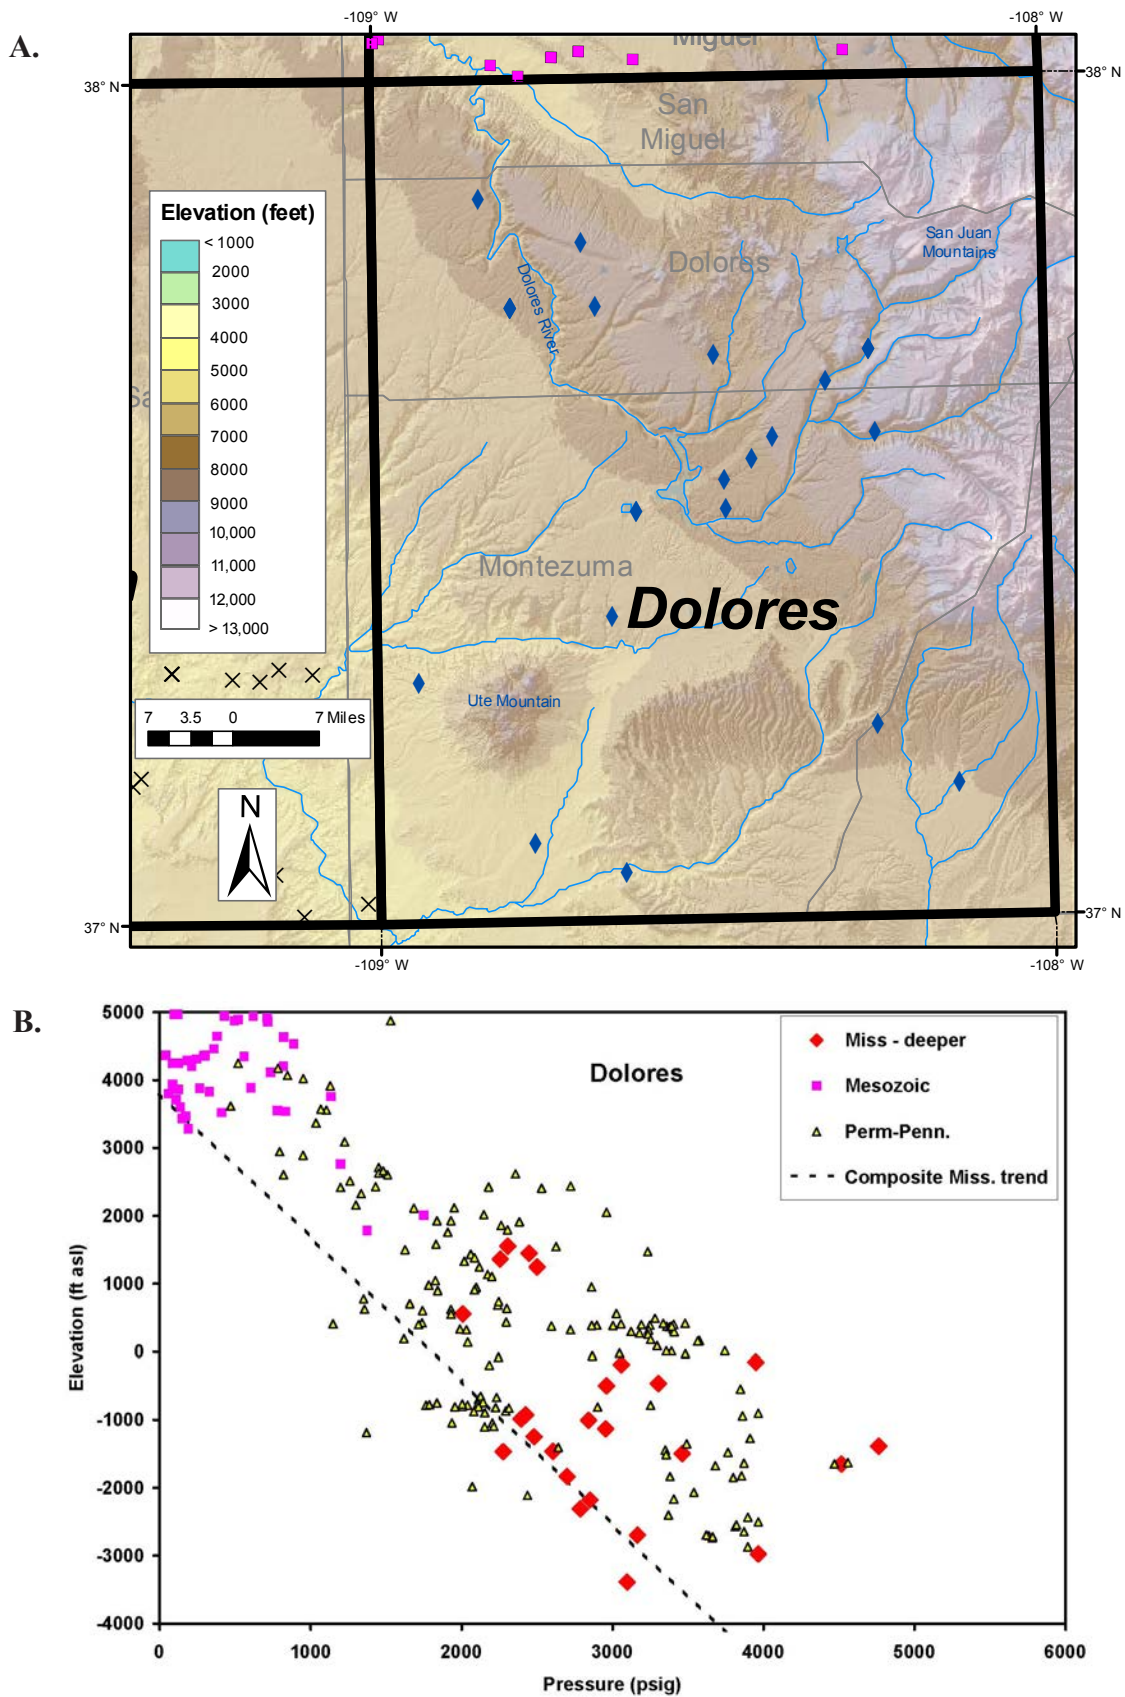 A.
-109° W
-108° W
Miguel
38° N
38° N
San
Miguel
Elevation (feet)
< 1000
2000
3000
4000
5000
6000
7000
8000
9000
10,000
11,000
12,000
> 13,000
San Juan
Mountains
Dolores
Dolores River
Sa
Montezuma
Dolores
Ute Mountain
7 3.5 0 7 Miles
N
37° N
37° N
-109° W
-108° W
B.
5000
4000
3000
2000
1000
0
-1000
-2000
-3000
-4000
Elevation (ft asl)
Dolores
Miss - deeper
Mesozoic
Perm-Penn.
Composite Miss. trend
0 1000 2000 3000 4000 5000 6000
Pressure (psig)